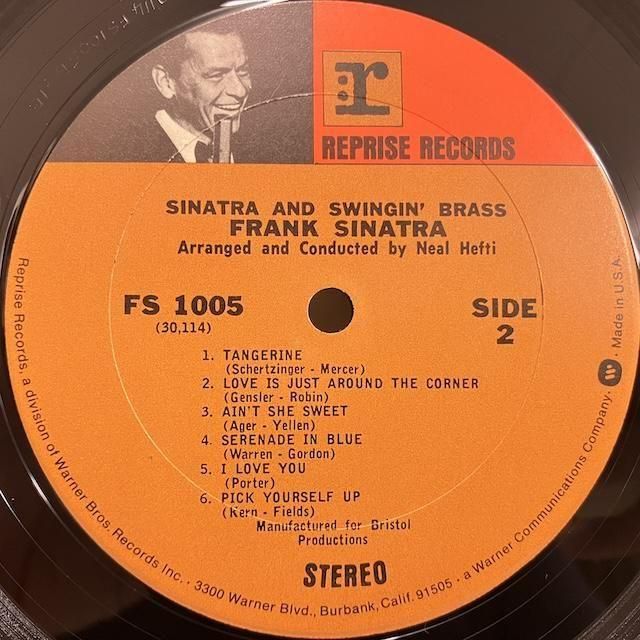 r
REPRISE RECORDS
SINATRA AND SWINGIN' BRASS
FRANK SINATRA
Arranged and Conducted by Neal Hefti
FS 1005
(30,114)
SIDE
2
1. TANGERINE
(Schertzinger - Mercer)
2. LOVE IS JUST AROUND THE CORNER
(Gensler - Robin)
3. AIN'T SHE SWEET
(Ager - Yellen)
4. SERENADE IN BLUE
(Warren - Gordon)
5. I LOVE YOU
(Porter)
6. PICK YOURSELF UP
(Kern - Fields)
Manufactured for Bristol
Productions
STEREO
Reprise Records, a division of Warner Bros. Records Inc. · 3300 Warner Blvd., Burbank, Calif. 91505 · a Warner Communications Company · Made in U.S.A.